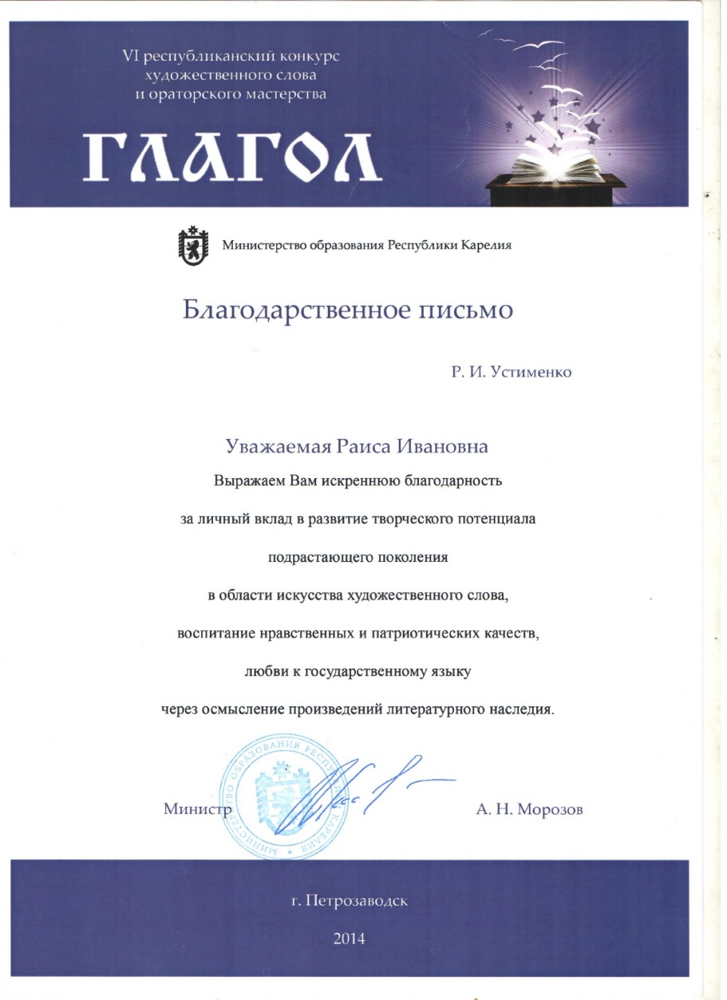 VI республиканский конкурс
художественного слова
и ораторского мастерства
ГЛАГОЛ
Министерство образования Республики Карелия
Благодарственное письмо
Р. И. Устименко
Уважаемая Раиса Ивановна
Выражаем Вам искреннюю благодарность
за личный вклад в развитие творческого потенциала
подрастающего поколения
в области искусства художественного слова,
воспитание нравственных и патриотических качеств,
любви к государственному языку
через осмысление произведений литературного наследия.
МИНИСТЕРСТВО ОБРАЗОВАНИЯ РЕСПУБЛИКИ КАРЕЛИЯ
Министр
А. Н. Морозов
г. Петрозаводск
2014